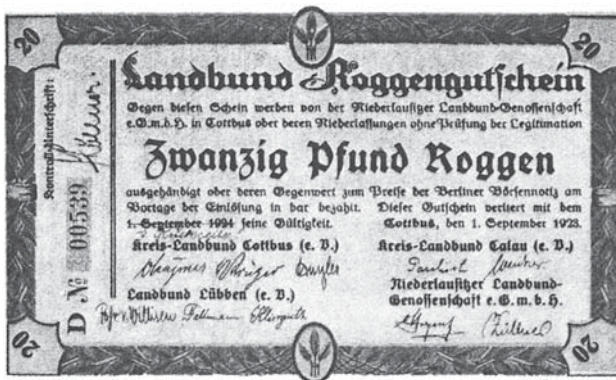 20
20
Landbund-Roggengutschein
Gegen diesen Schein werden von der Niederlausitzer Landbund-Genossenschaft
e.G.m.b.H. in Cottbus oder deren Niederlassungen ohne Prüfung der Legitimation
Zwanzig Pfund Roggen
ausgehändigt oder deren Gegenwert zum Preise der Berliner Börsennotiz am
Vortage der Einlösung in bar bezahlt. Dieser Gutschein verliert mit dem
1. September 1924 seine Gültigkeit.
Cottbus, den 1. September 1923.
Kreis-Landbund Cottbus (e. V.)
Kreis-Landbund Calau (e. V.)
Landbund Lübben (e. V.)
Niederlausitzer Landbund-
Genossenschaft e.G.m.b.H.
Kontroll-Unterschrift:
D № 00539
20
20